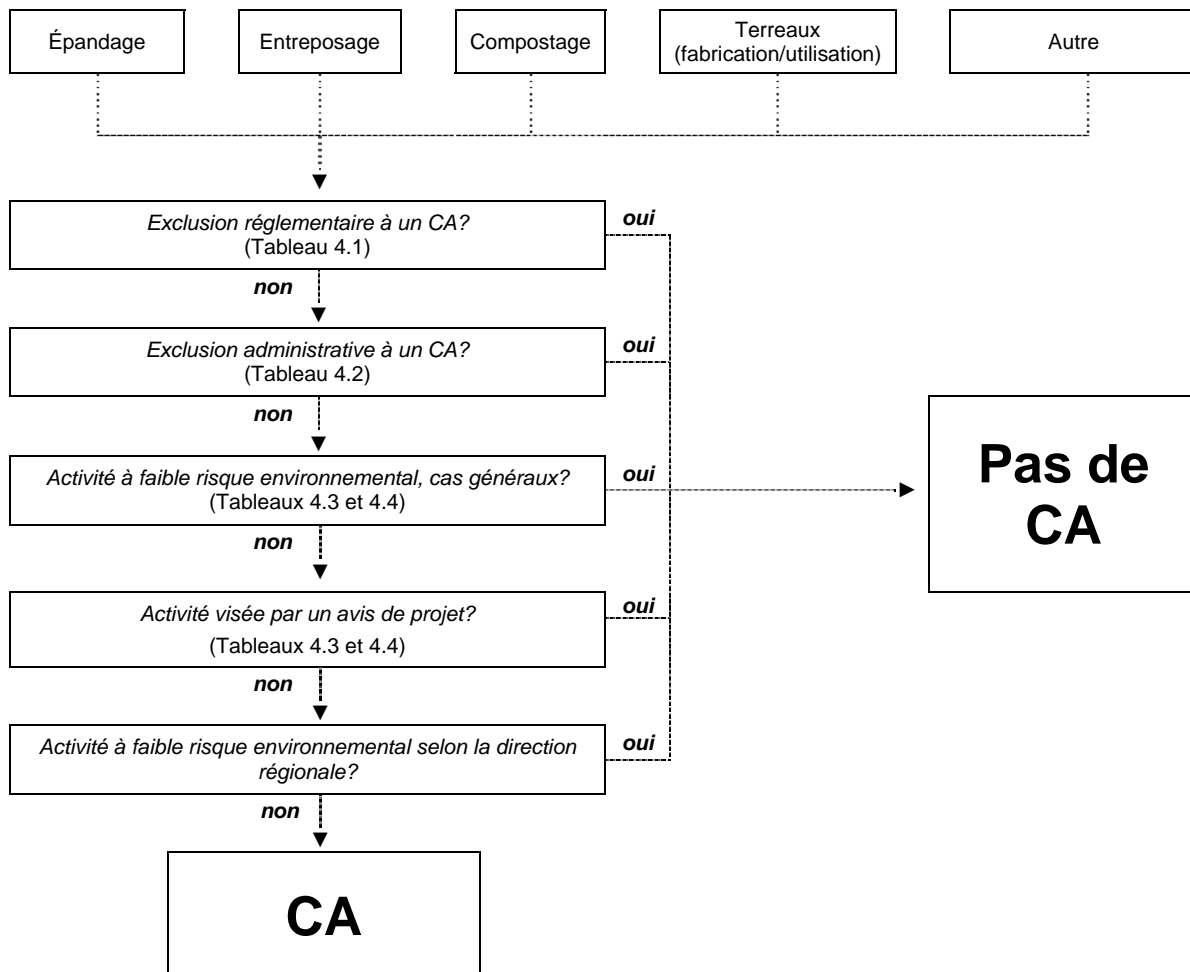 Épandage
Entreposage
Compostage
Terreaux
(fabrication/utilisation)
Autre
Exclusion réglementaire à un CA?
(Tableau 4.1)
oui
non
Exclusion administrative à un CA?
(Tableau 4.2)
oui
non
Activité à faible risque environnemental, cas généraux?
(Tableaux 4.3 et 4.4)
oui
Pas de
CA
non
Activité visée par un avis de projet?
(Tableaux 4.3 et 4.4)
oui
non
Activité à faible risque environnemental selon la direction
régionale?
oui
non
CA